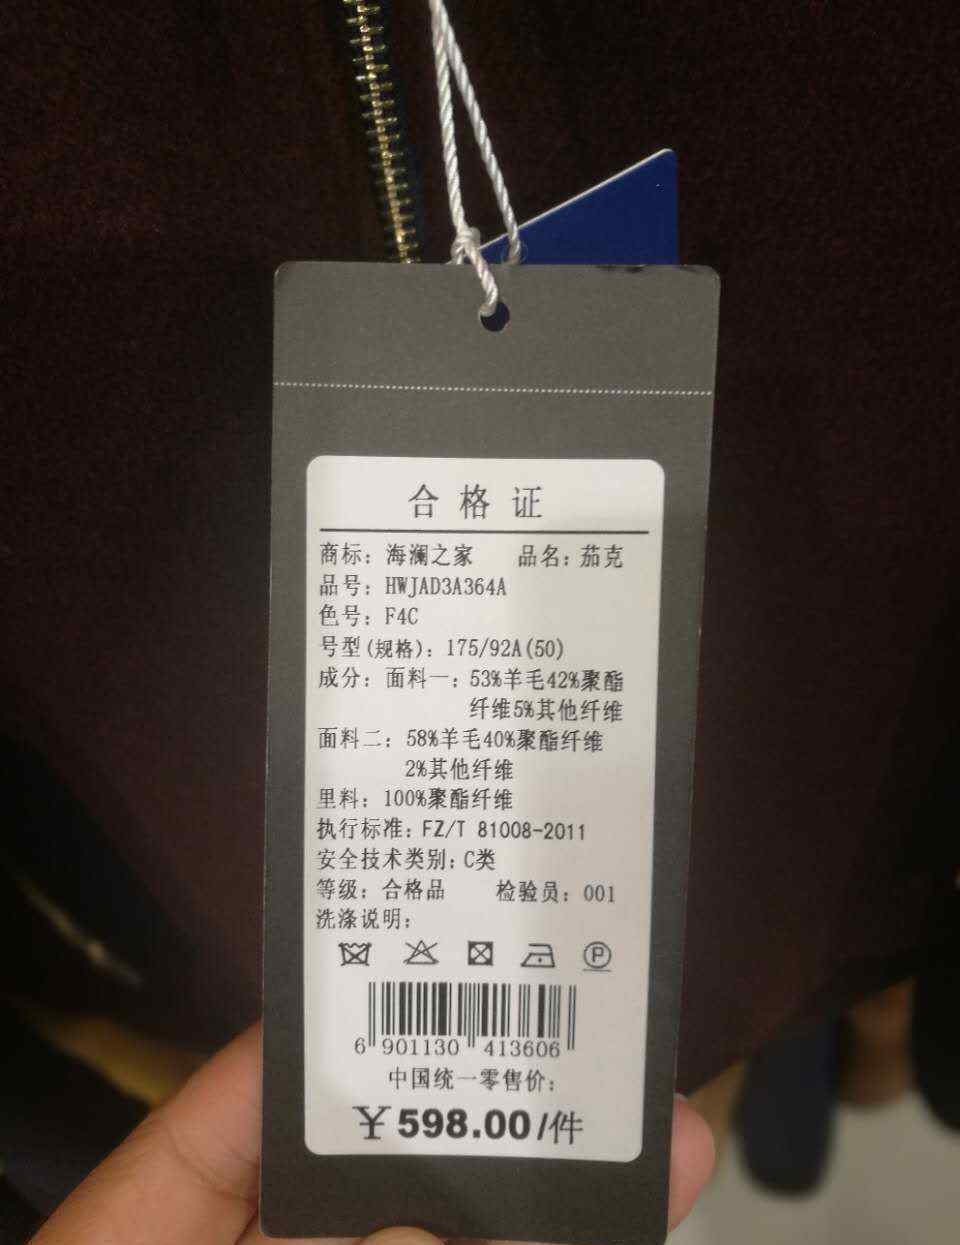 合格证
商标：海澜之家 品名：茄克
品号：HWJAD3A364A
色号：F4C
号型(规格)：175/92A(50)
成分：面料一：53%羊毛42%聚酯
纤维5%其他纤维
面料二：58%羊毛40%聚酯纤维
2%其他纤维
里料：100%聚酯纤维
执行标准：FZ/T 81008-2011
安全技术类别：C类
等级：合格品 检验员：001
洗涤说明：
P
6 901130 413606
中国统一零售价：
￥598.00/件